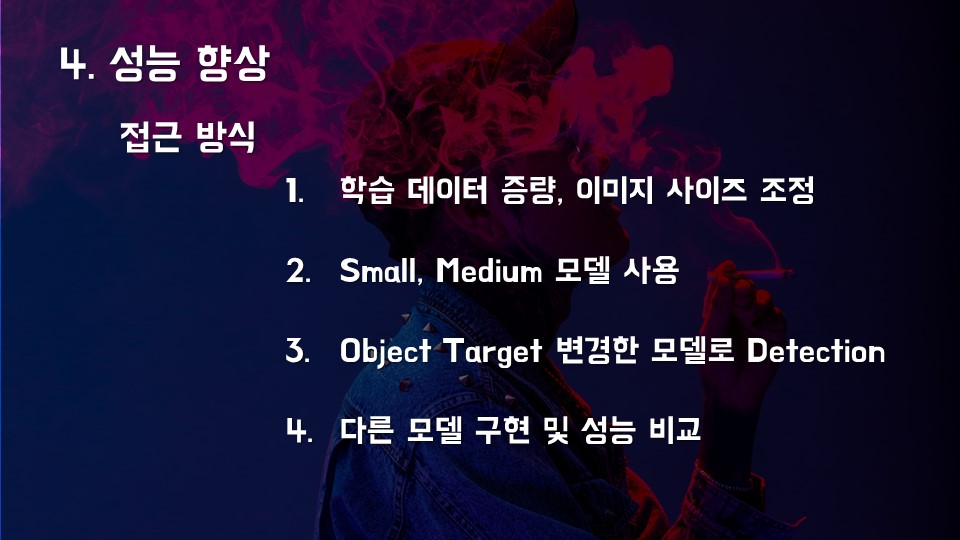 4. 성능 향상
접근 방식
1. 학습 데이터 증량, 이미지 사이즈 조정
2. Small, Medium 모델 사용
3. Object Target 변경한 모델로 Detection
4. 다른 모델 구현 및 성능 비교